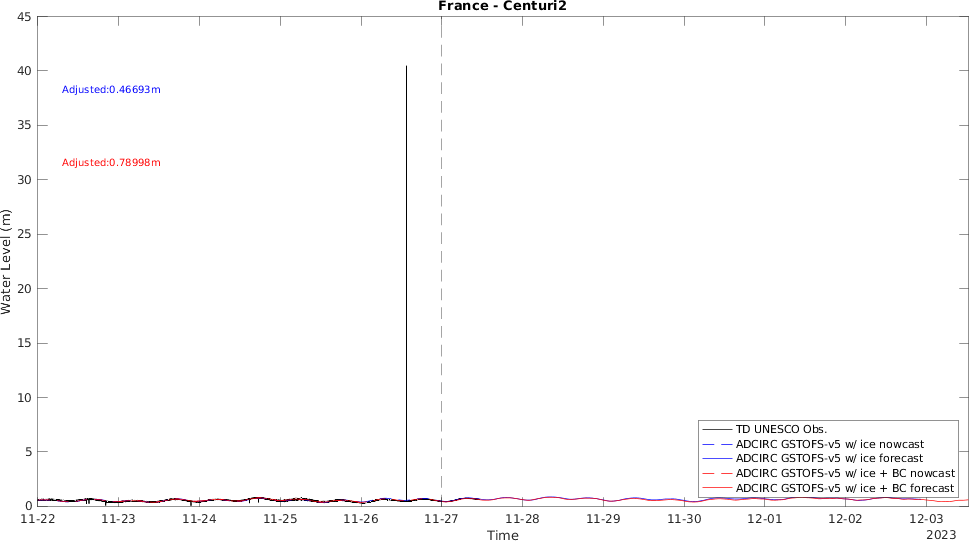 France - Centuri2
45
40
35
30
25
20
15
10
5
0
Water Level (m)
Adjusted:0.46693m
Adjusted:0.78998m
TD UNESCO Obs.
ADCIRC GSTOFS-v5 w/ ice nowcast
ADCIRC GSTOFS-v5 w/ ice forecast
ADCIRC GSTOFS-v5 w/ ice + BC nowcast
ADCIRC GSTOFS-v5 w/ ice + BC forecast
11-22 11-23 11-24 11-25 11-26 11-27 11-28 11-29 11-30 12-01 12-02 12-03
2023
Time